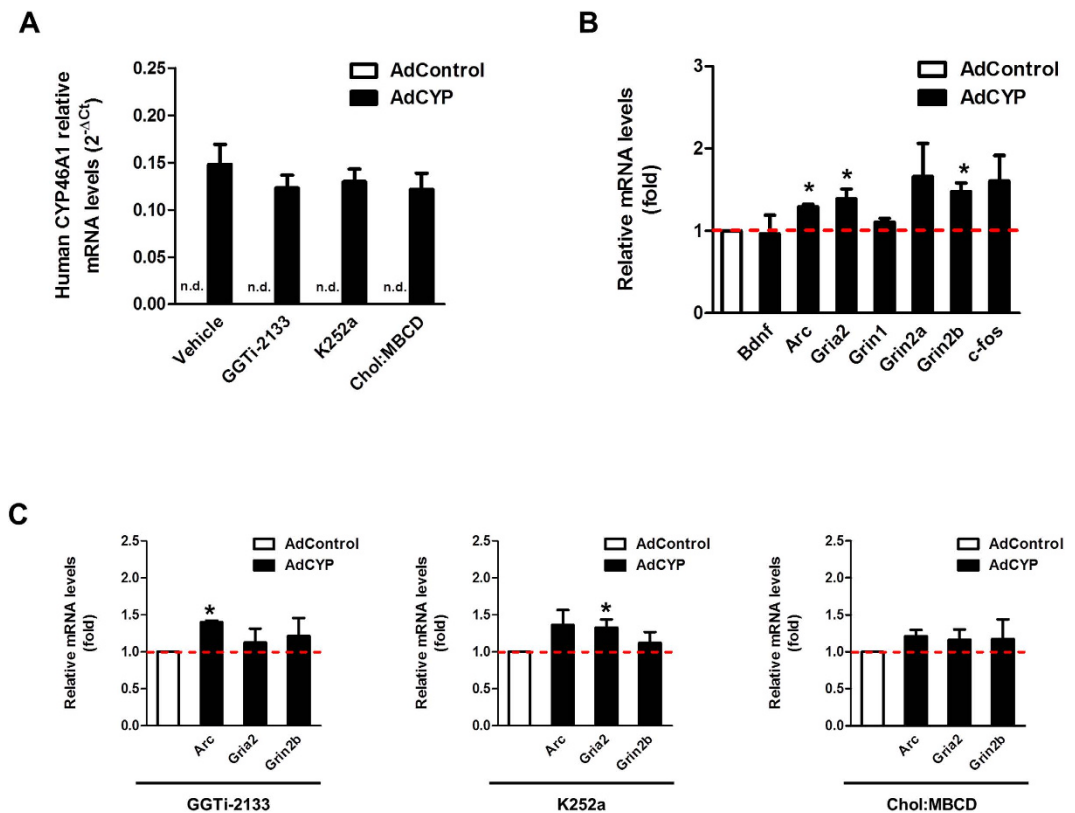 A
Human CYP46A1 relative
mRNA levels (2^-ΔCt)
0.25
0.20
0.15
0.10
0.05
0.00
AdControl
AdCYP
n.d.
n.d.
n.d.
n.d.
Vehicle
GGTi-2133
K252a
Chol:MBCD
B
Relative mRNA levels
(fold)
3
2
1
0
AdControl
AdCYP
*
*
*
Bdnf
Arc
Gria2
Grin1
Grin2a
Grin2b
c-fos
C
Relative mRNA levels
(fold)
2.5
2.0
1.5
1.0
0.5
0.0
AdControl
AdCYP
*
Arc
Gria2
Grin2b
GGTi-2133
Relative mRNA levels
(fold)
2.5
2.0
1.5
1.0
0.5
0.0
AdControl
AdCYP
*
Arc
Gria2
Grin2b
K252a
Relative mRNA levels
(fold)
2.5
2.0
1.5
1.0
0.5
0.0
AdControl
AdCYP
Arc
Gria2
Grin2b
Chol:MBCD